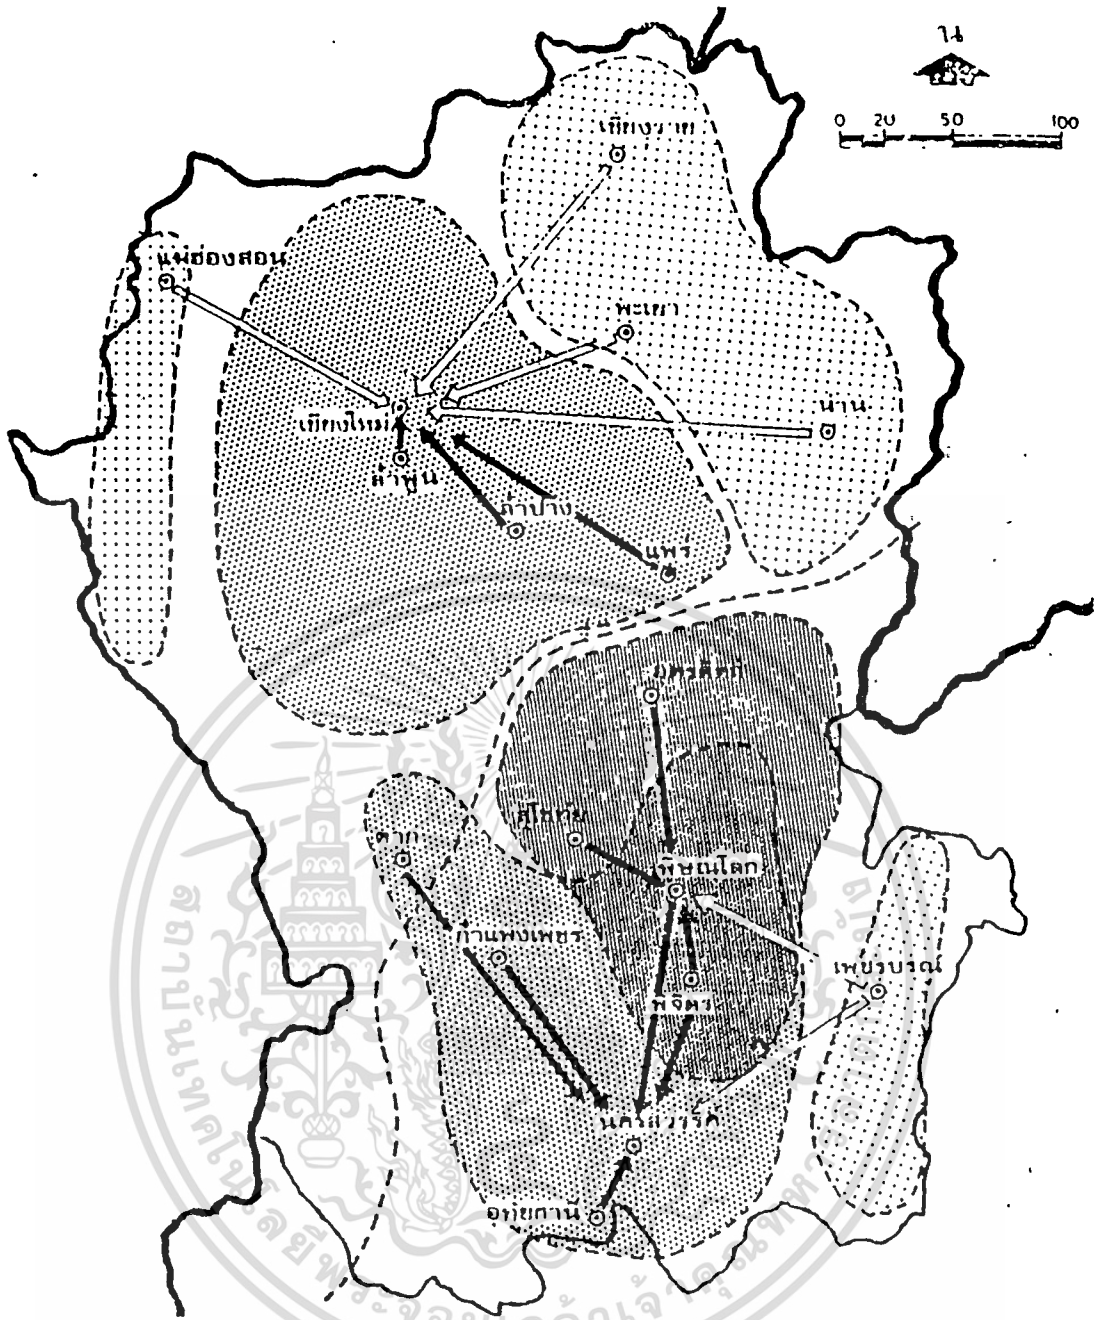 น
0 20 50 100
เชียงราย
แม่ฮ่องสอน
พะเยา
น่าน
เชียงใหม่
ลำพูน
ลำปาง
แพร่
อุตรดิตถ์
สุโขทัย
ตาก
พิษณุโลก
กำแพงเพชร
เพชรบูรณ์
พิจิตร
นครสวรรค์
อุทัยธานี